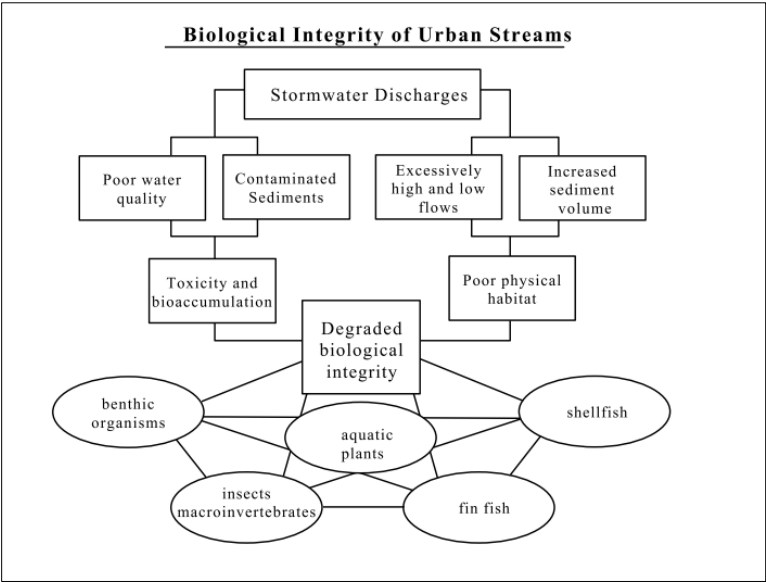 Biological Integrity of Urban Streams
Stormwater Discharges
Poor water
quality
Contaminated
Sediments
Excessively
high and low
flows
Increased
sediment
volume
Toxicity and
bioaccumulation
Poor physical
habitat
Degraded
biological
integrity
benthic
organisms
aquatic
plants
shellfish
insects
macroinvertebrates
fin fish